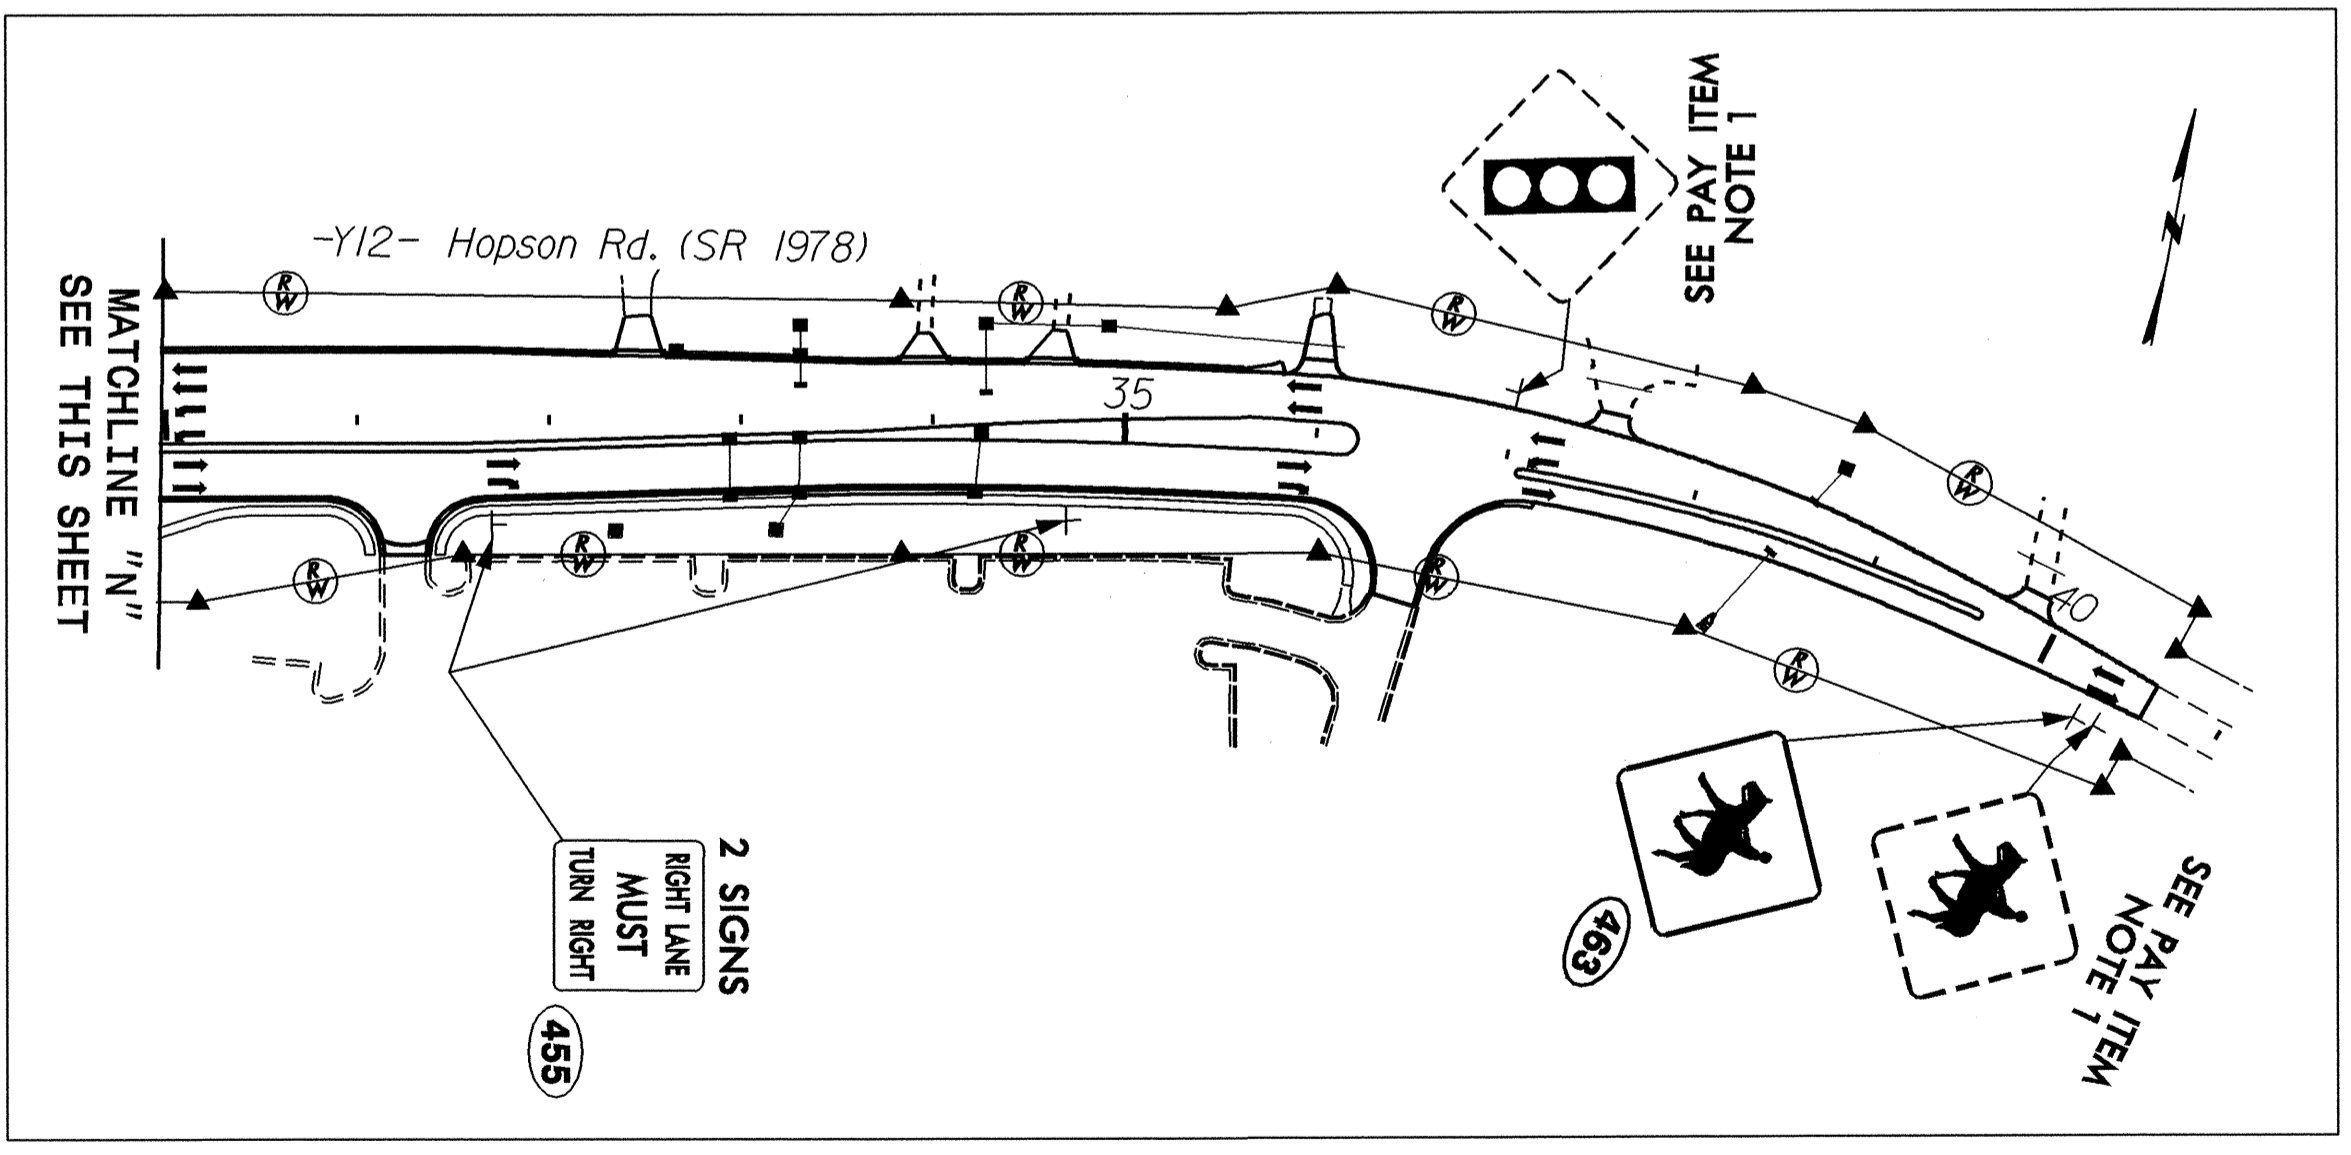 -Y12- Hopson Rd. (SR 1978)
MATCHLINE "N"
SEE THIS SHEET
SEE PAY ITEM
NOTE 1
35
40
R/W
R/W
R/W
R/W
R/W
R/W
R/W
R/W
R/W
N
2 SIGNS
RIGHT LANE
MUST
TURN RIGHT
455
463
SEE PAY ITEM
NOTE 1